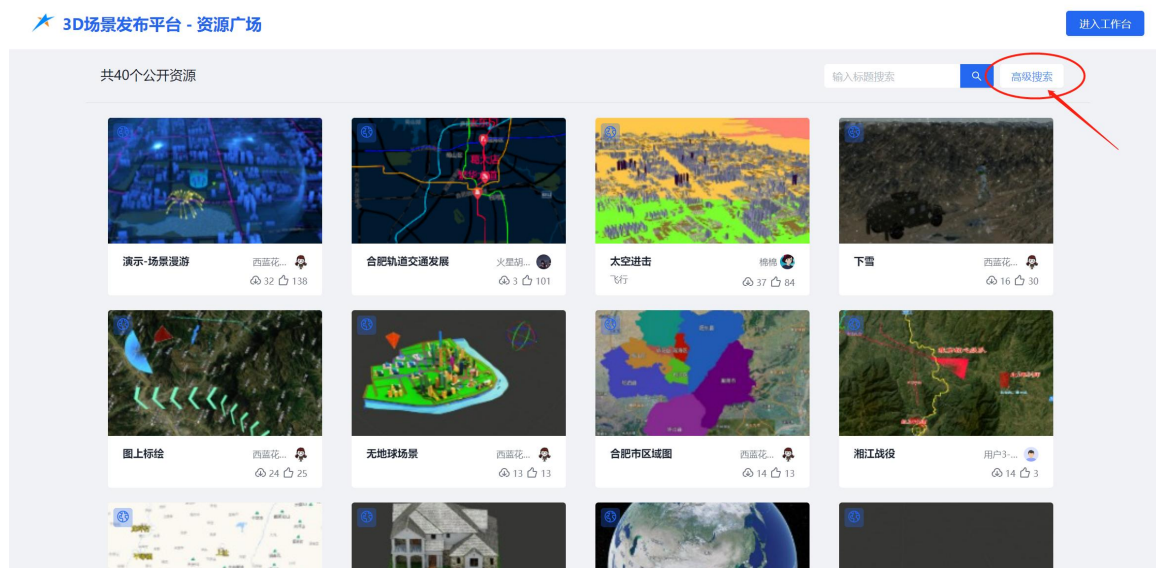 3D场景发布平台 - 资源广场
进入工作台
共40个公开资源
输入标题搜索
高级搜索
演示-场景漫游
西蓝花...
32 138
合肥轨道交通发展
火星胡...
3 101
太空进击
棉棉
飞行
37 84
下雪
西蓝花...
16 30
图上标绘
西蓝花...
24 25
无地球场景
西蓝花...
13 13
合肥市区域图
西蓝花...
14 13
湘江战役
用户3-...
14 3